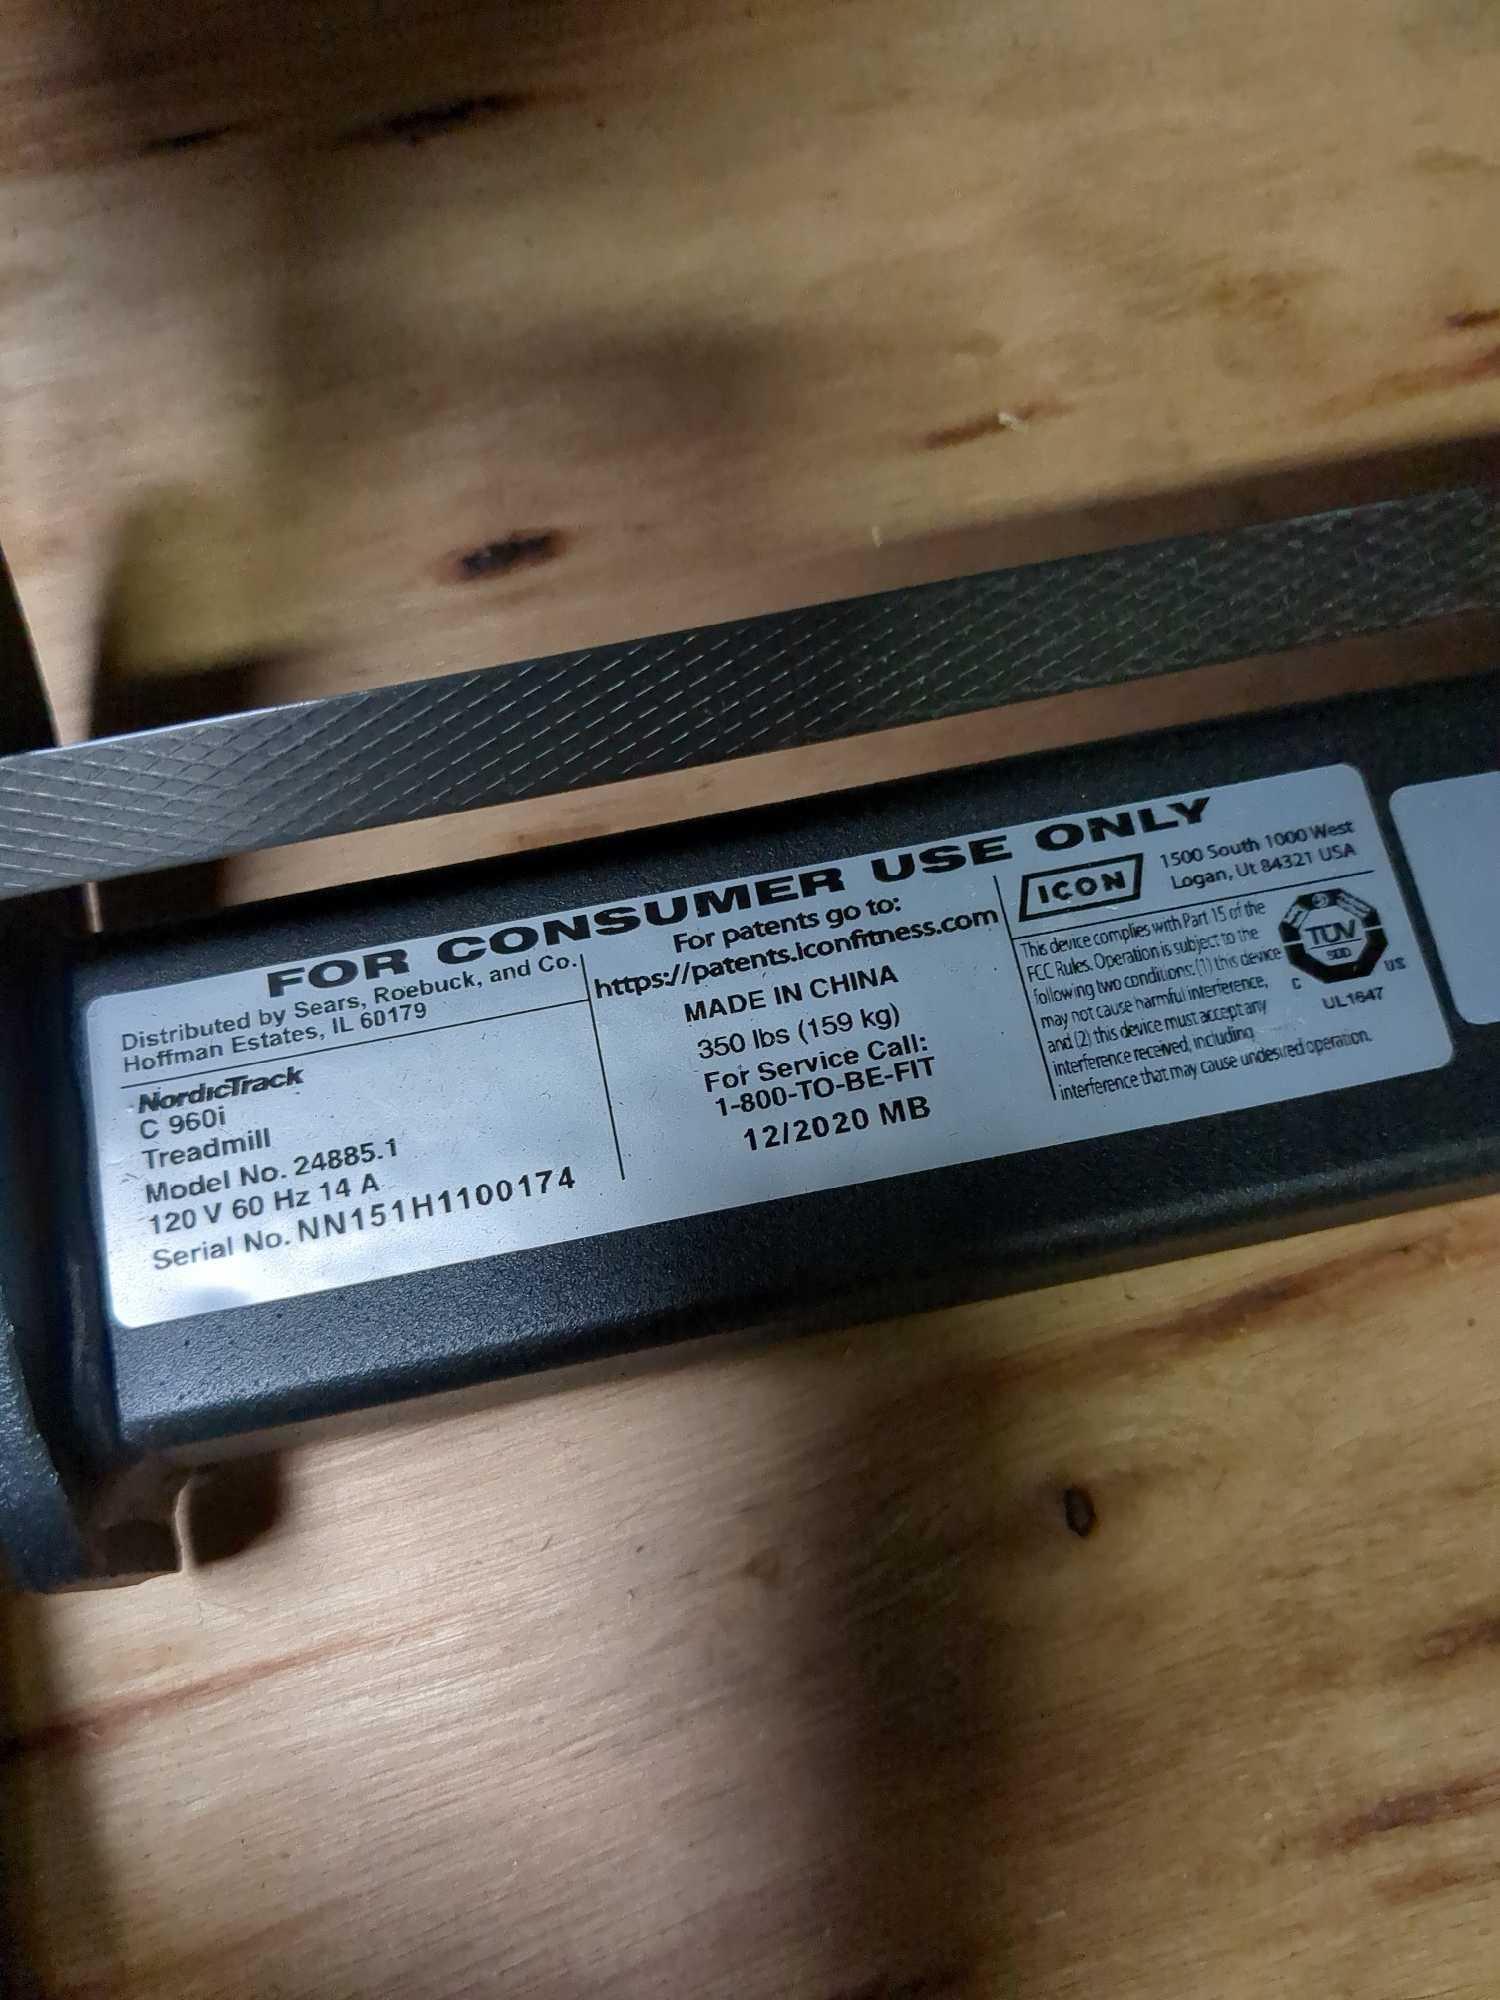 FOR CONSUMER USE ONLY
Distributed by Sears, Roebuck, and Co.
Hoffman Estates, IL 60179
NordicTrack
C 960i
Treadmill
Model No. 24885.1
120 V 60 Hz 14 A
Serial No. NN151H1100174
For patents go to:
https://patents.iconfitness.com
MADE IN CHINA
350 lbs (159 kg)
For Service Call:
1-800-TO-BE-FIT
12/2020 MB
ICON
1500 South 1000 West
Logan, Ut 84321 USA
This device complies with Part 15 of the
FCC Rules. Operation is subject to the
following two conditions: (1) this device
may not cause harmful interference,
and (2) this device must accept any
interference received, including
interference that may cause undesired operation.
TUV
SUD
C US
UL1647